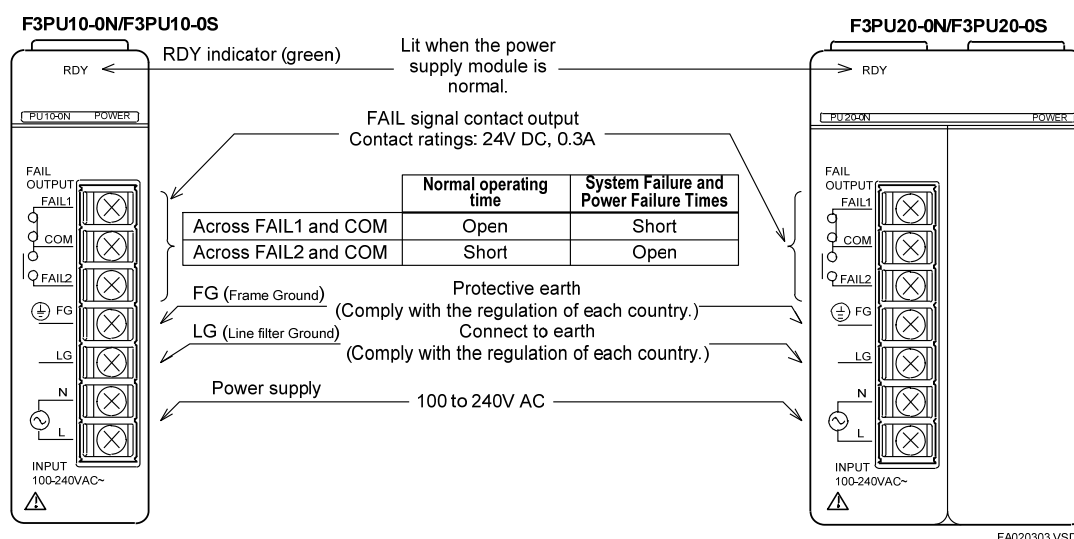 F3PU10-0N/F3PU10-0S
F3PU20-0N/F3PU20-0S
RDY
RDY indicator (green)
Lit when the power
supply module is
normal.
RDY
PU10-0N POWER
PU20-0N POWER
FAIL signal contact output
Contact ratings: 24V DC, 0.3A
FAIL
OUTPUT
FAIL1
COM
FAIL2
FG
LG
N
L
INPUT
100-240VAC~
Normal operating
time
System Failure and
Power Failure Times
Across FAIL1 and COM Open Short
Across FAIL2 and COM Short Open
FG (Frame Ground)
Protective earth
(Comply with the regulation of each country.)
LG (Line filter Ground)
Connect to earth
(Comply with the regulation of each country.)
Power supply
100 to 240V AC
FAIL
OUTPUT
FAIL1
COM
FAIL2
FG
LG
N
L
INPUT
100-240VAC~
FA020303.VSD